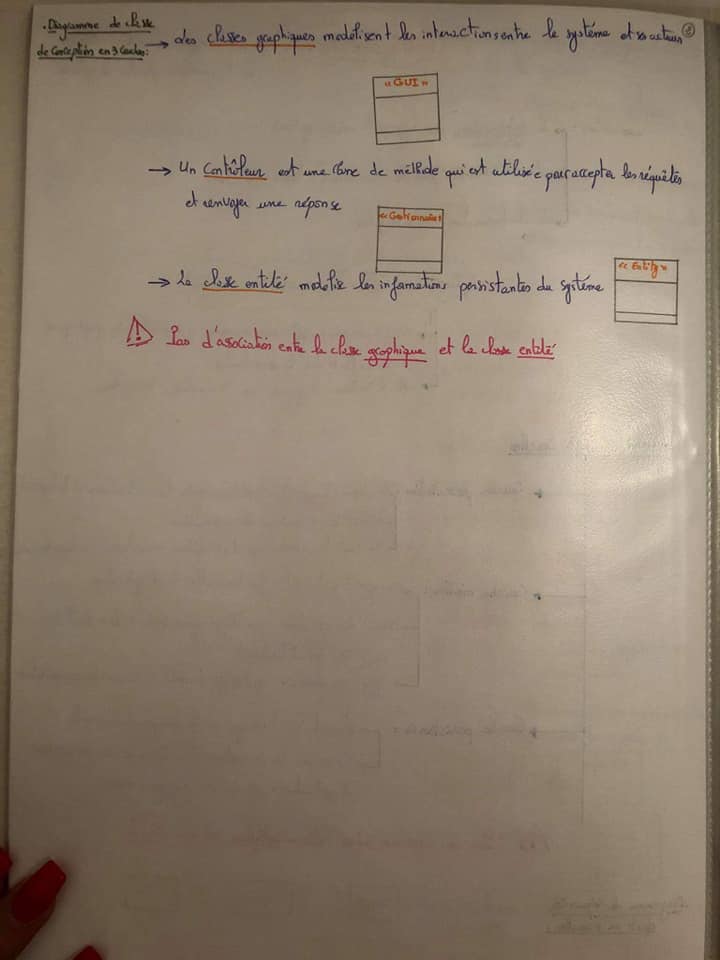 . Diagramme de classe
de Conception en 3 Couches:
→ Les classes graphiques modélisent les interactions entre le système et ses acteurs
« GUI »
→ Un Contrôleur est une classe de méthode qui est utilisée pour accepter les réquêtes
et renvoyer une réponse
« Gestionnaire »
→ La classe entité modélise les informations persistantes du système
« Entity »
⚠ Pas d'association entre la classe graphique et la classe entité